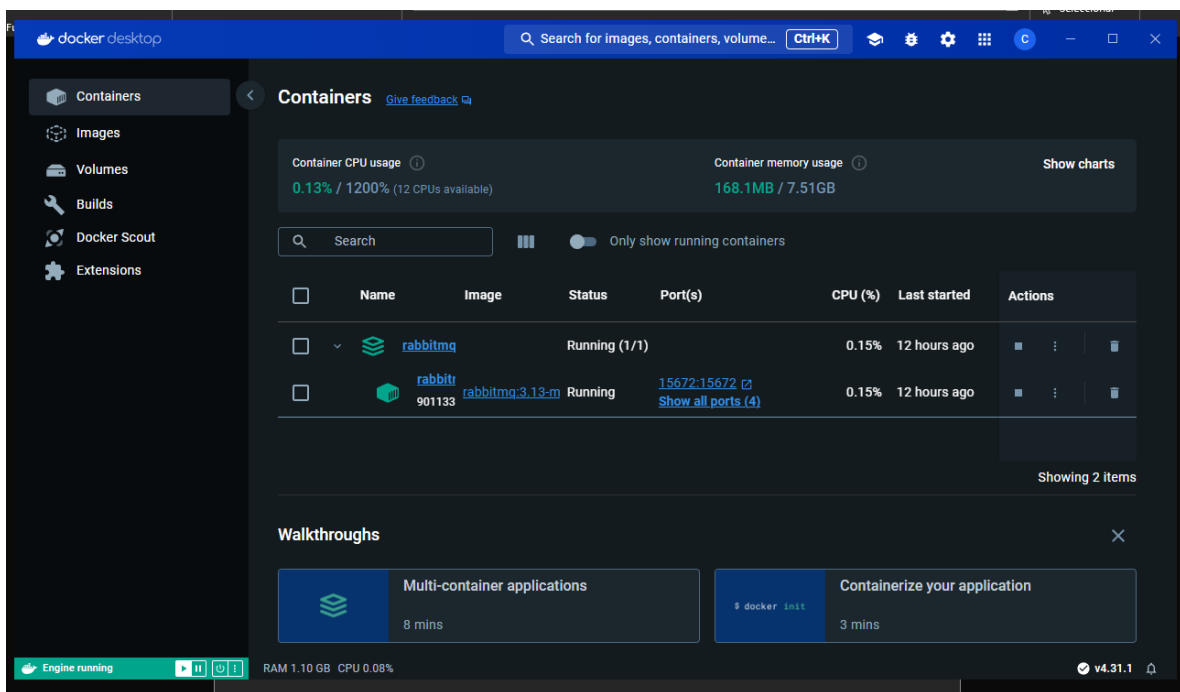 docker desktop
Search for images, containers, volume... Ctrl+K
C
Containers
Images
Volumes
Builds
Docker Scout
Extensions
Containers Give feedback
Container CPU usage
0.13% / 1200% (12 CPUs available)
Container memory usage
168.1MB / 7.51GB
Show charts
Search
Only show running containers
Name Image Status Port(s) CPU (%) Last started Actions
rabbitmq Running (1/1) 0.15% 12 hours ago
rabbitr
901133
rabbitmq:3.13-m Running
15672:15672
Show all ports (4)
0.15% 12 hours ago
Showing 2 items
Walkthroughs
Multi-container applications
8 mins
$ docker init
Containerize your application
3 mins
Engine running
RAM 1.10 GB CPU 0.08%
v4.31.1